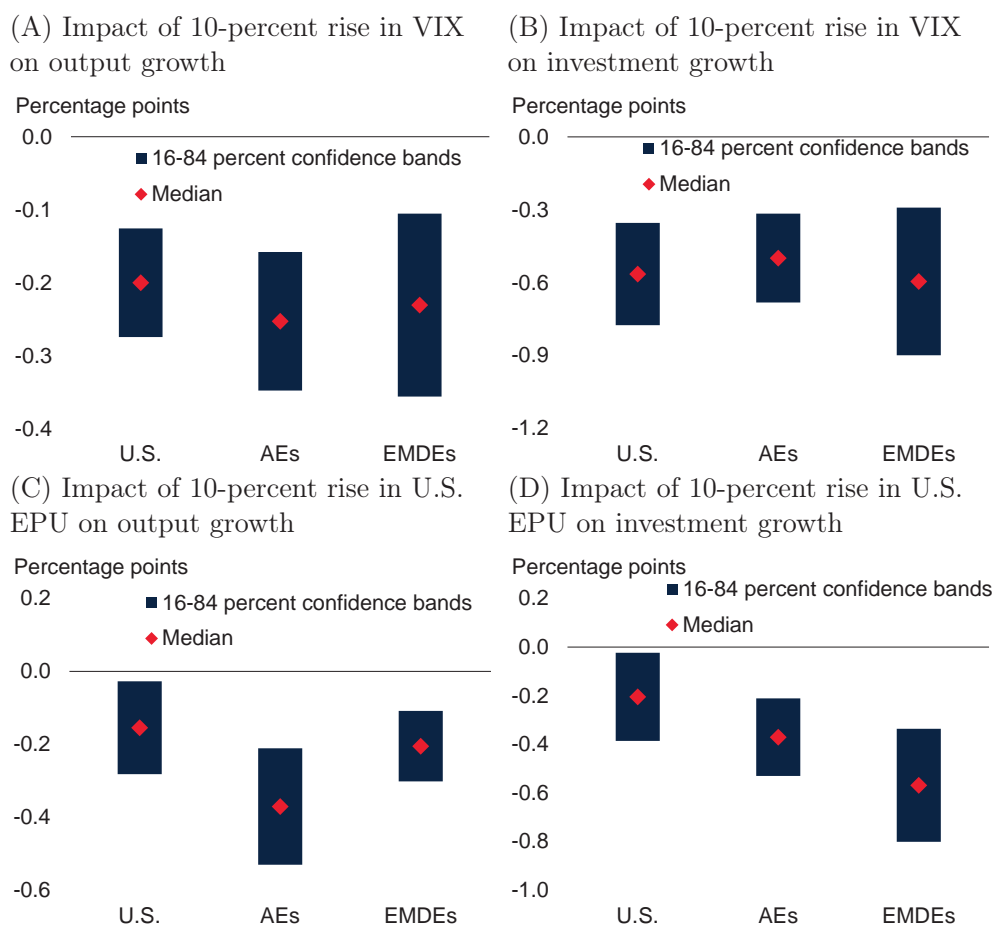 (A) Impact of 10-percent rise in VIX
on output growth
Percentage points
0.0
16-84 percent confidence bands
Median
-0.1
-0.2
-0.3
-0.4
U.S. AEs EMDEs
(B) Impact of 10-percent rise in VIX
on investment growth
Percentage points
0.0
16-84 percent confidence bands
Median
-0.3
-0.6
-0.9
-1.2
U.S. AEs EMDEs
(C) Impact of 10-percent rise in U.S.
EPU on output growth
Percentage points
0.2
16-84 percent confidence bands
Median
0.0
-0.2
-0.4
-0.6
U.S. AEs EMDEs
(D) Impact of 10-percent rise in U.S.
EPU on investment growth
Percentage points
16-84 percent confidence bands
0.2
Median
0.0
-0.2
-0.4
-0.6
-0.8
-1.0
U.S. AEs EMDEs